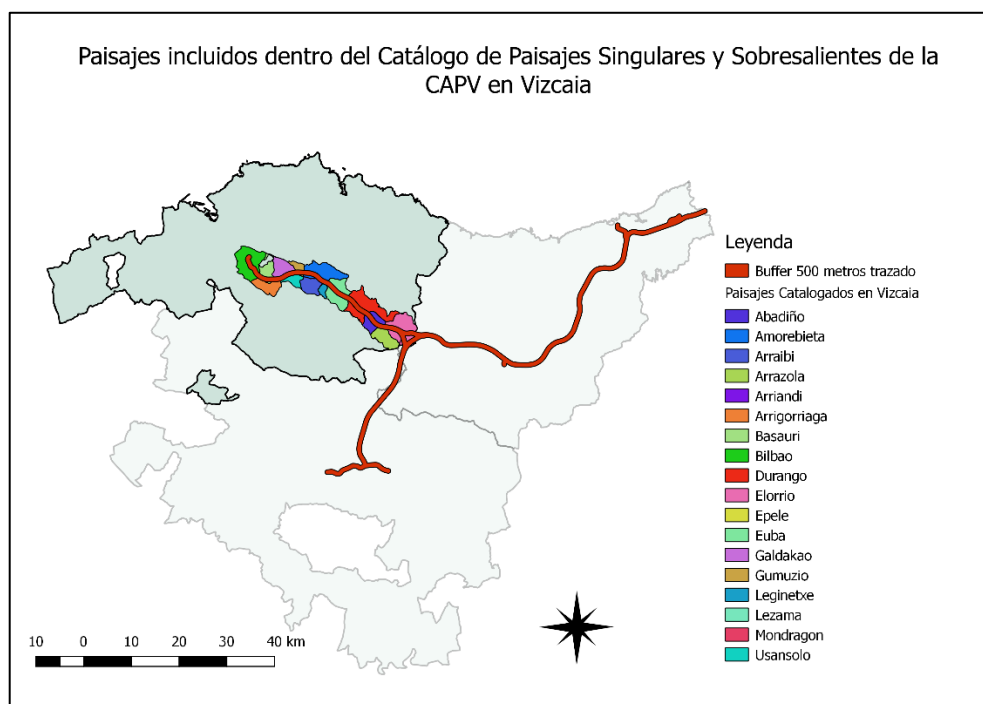 Paisajes incluidos dentro del Catálogo de Paisajes Singulares y Sobresalientes de la
CAPV en Vizcaia
Leyenda
Buffer 500 metros trazado
Paisajes Catalogados en Vizcaia
Abadiño
Amorebieta
Arraibi
Arrazola
Arriandi
Arrigorriaga
Basauri
Bilbao
Durango
Elorrio
Epele
Euba
Galdakao
Gumuzio
Leginetxe
Lezama
Mondragon
Usansolo
10 0 10 20 30 40 km